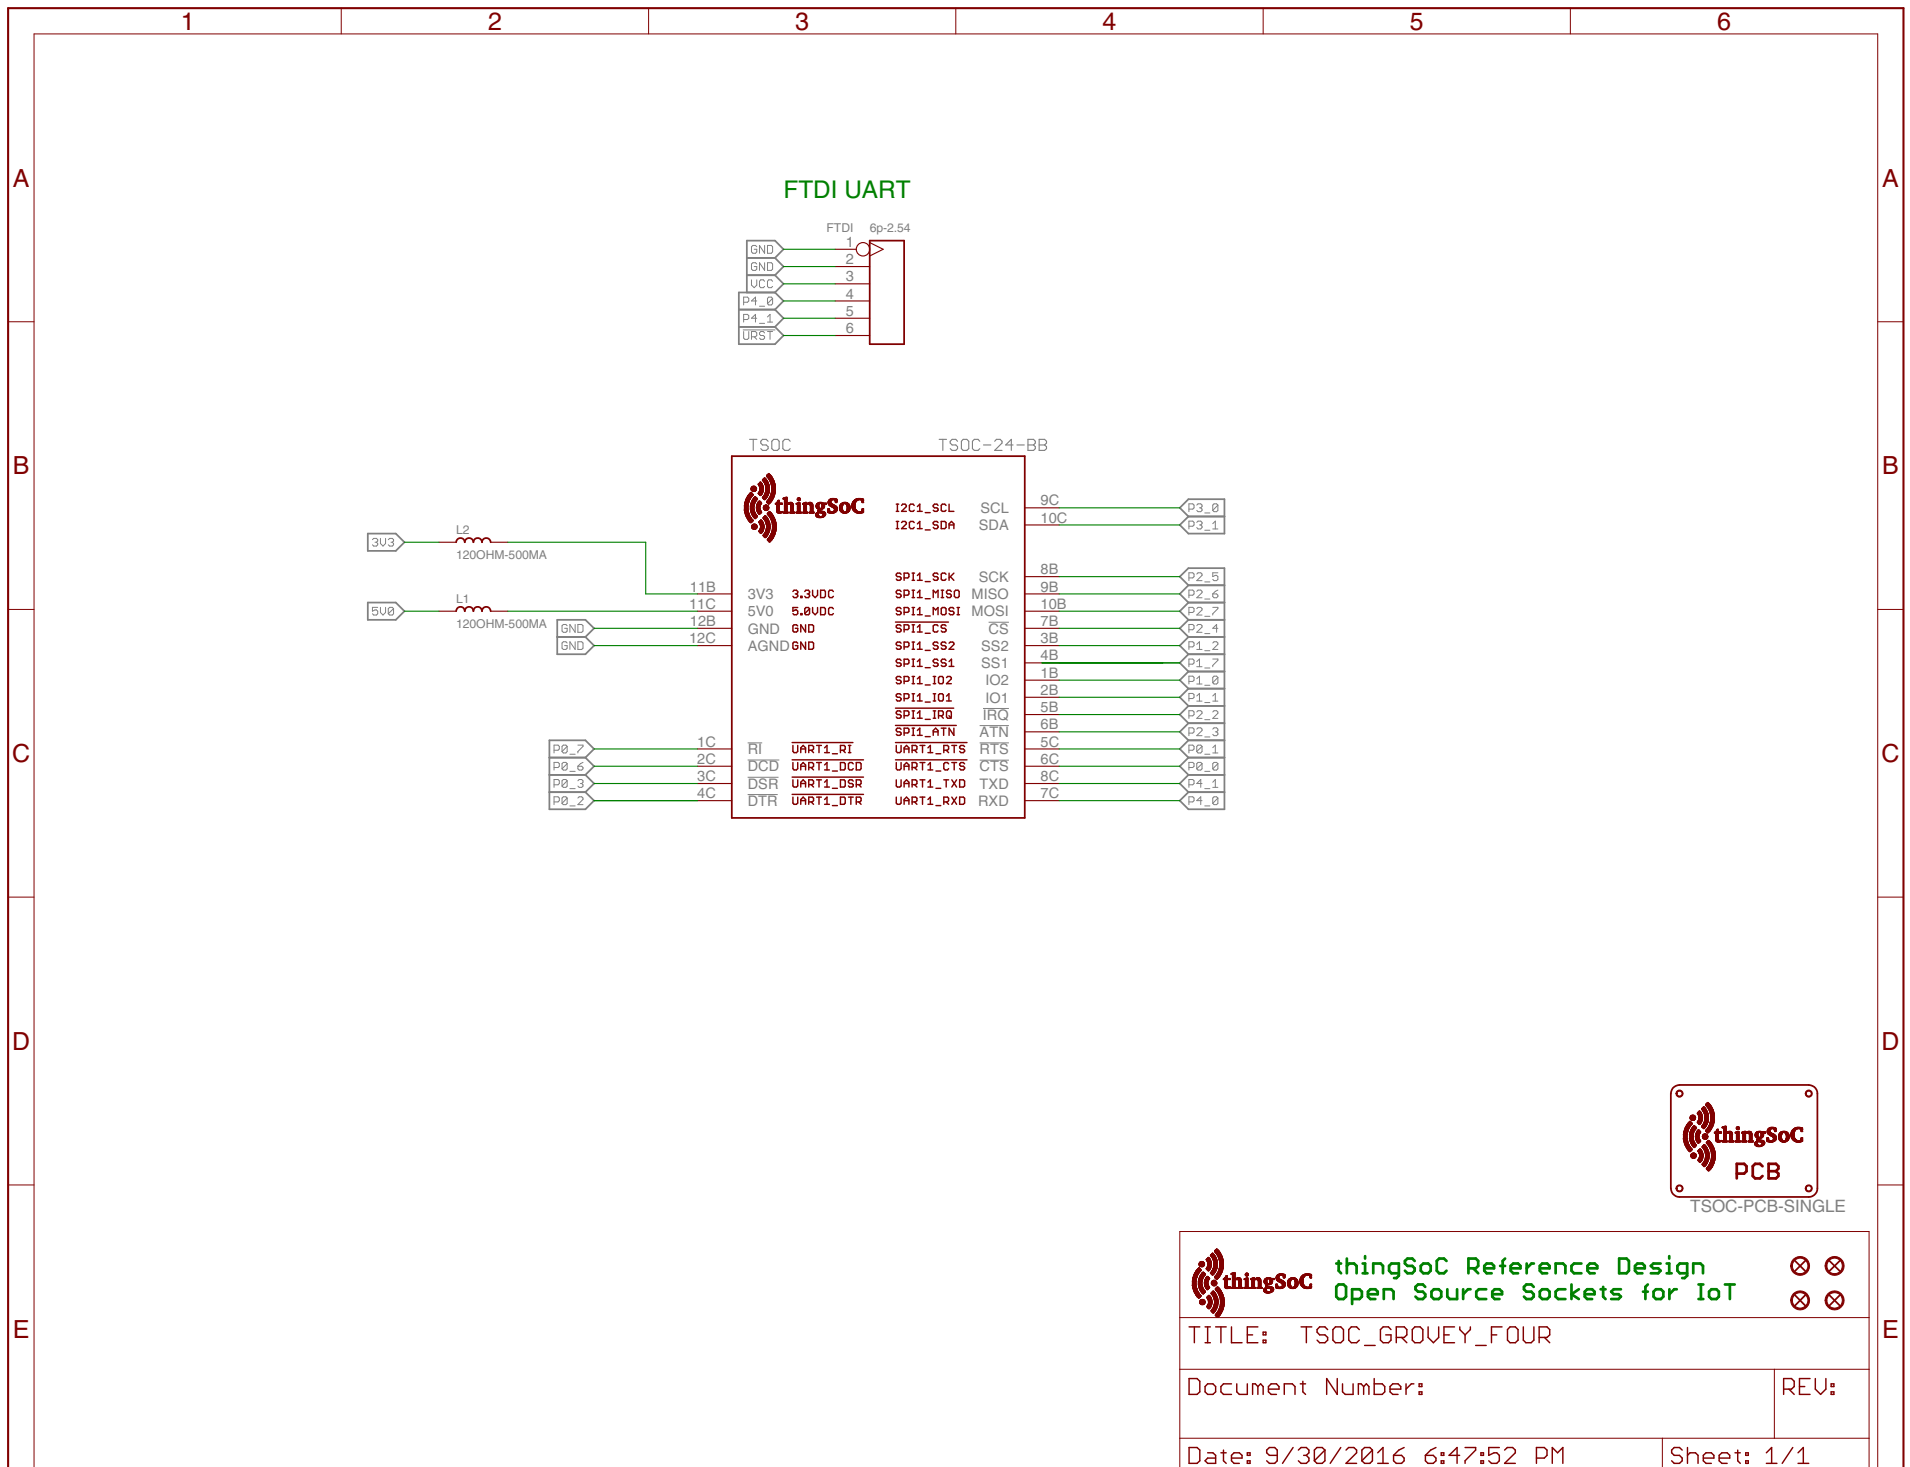 1 2 3 4 5 6
A A
FTDI UART
FTDI 6p-2.54
GND 1
GND 2
VCC 3
P4_0 4
P4_1 5
URST 6
B B
TSOC TSOC-24-BB
thingSoC
I2C1_SCL SCL 9C P3_0
I2C1_SDA SDA 10C P3_1
3V3 L2
120OHM-500MA
SPI1_SCK SCK 8B P2_5
11B 3V3 3.3VDC SPI1_MISO MISO 9B P2_6
5V0 L1 11C 5V0 5.0VDC SPI1_MOSI MOSI 10B P2_7
120OHM-500MA
GND 12B GND GND SPI1_CS CS 7B P2_4
GND 12C AGND GND SPI1_SS2 SS2 3B P1_2
SPI1_SS1 SS1 4B P1_7
SPI1_IO2 IO2 1B P1_0
SPI1_IO1 IO1 2B P1_1
SPI1_IRQ IRQ 5B P2_2
SPI1_ATN ATN 6B P2_3
C C
P0_7 1C RI UART1_RI UART1_RTS RTS 5C P0_1
P0_6 2C DCD UART1_DCD UART1_CTS CTS 6C P0_0
P0_3 3C DSR UART1_DSR UART1_TXD TXD 8C P4_1
P0_2 4C DTR UART1_DTR UART1_RXD RXD 7C P4_0
D D
thingSoC
PCB
TSOC-PCB-SINGLE
thingSoC
thingSoC Reference Design
Open Source Sockets for IoT
E E
TITLE: TSOC_GROVEY_FOUR
Document Number: REV:
Date: 9/30/2016 6:47:52 PM Sheet: 1/1